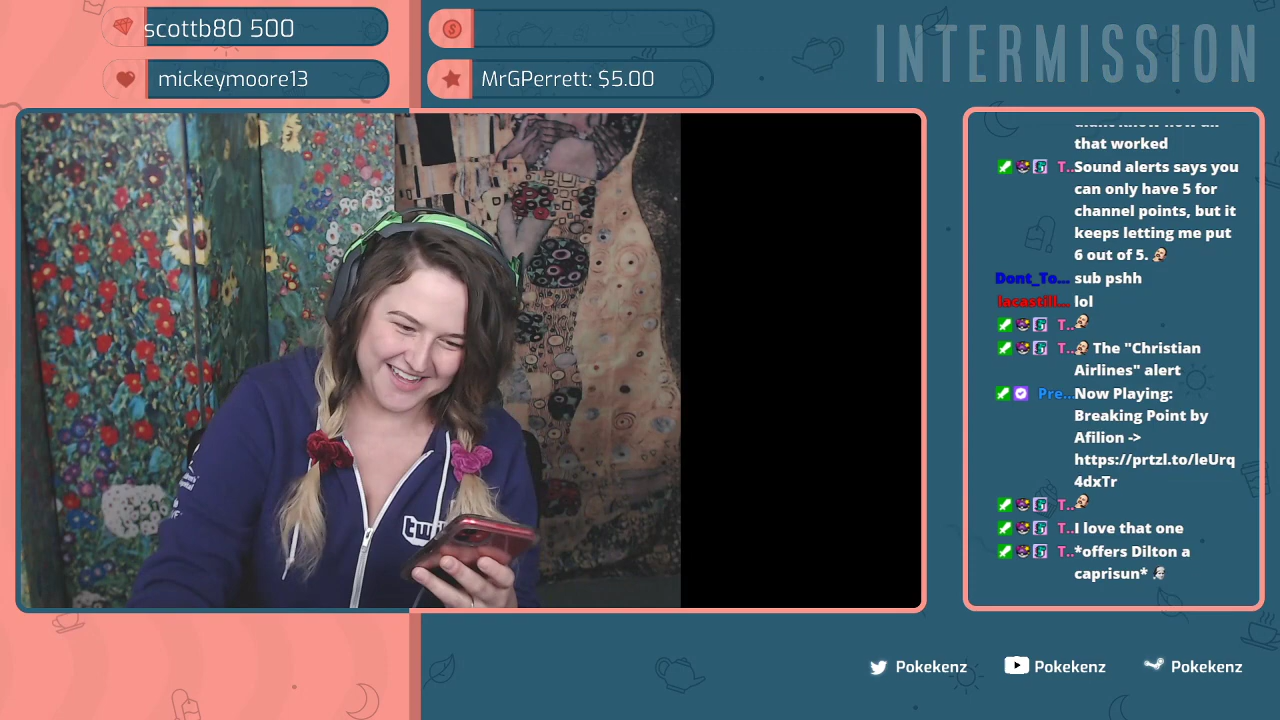 scottb80 500
mickeymoore13
MrGPerrett: $5.00
INTERMISSION
that worked
T.. Sound alerts says you
can only have 5 for
channel points, but it
keeps letting me put
6 out of 5.
Dont_To... sub pshh
lacastill... lol
T..
T.. The "Christian
Airlines" alert
Pre... Now Playing:
Breaking Point by
Afilion ->
https://prtzl.to/leUrq
4dxTr
T..
T.. I love that one
T.. *offers Dilton a
caprisun*
Pokekenz
Pokekenz
Pokekenz